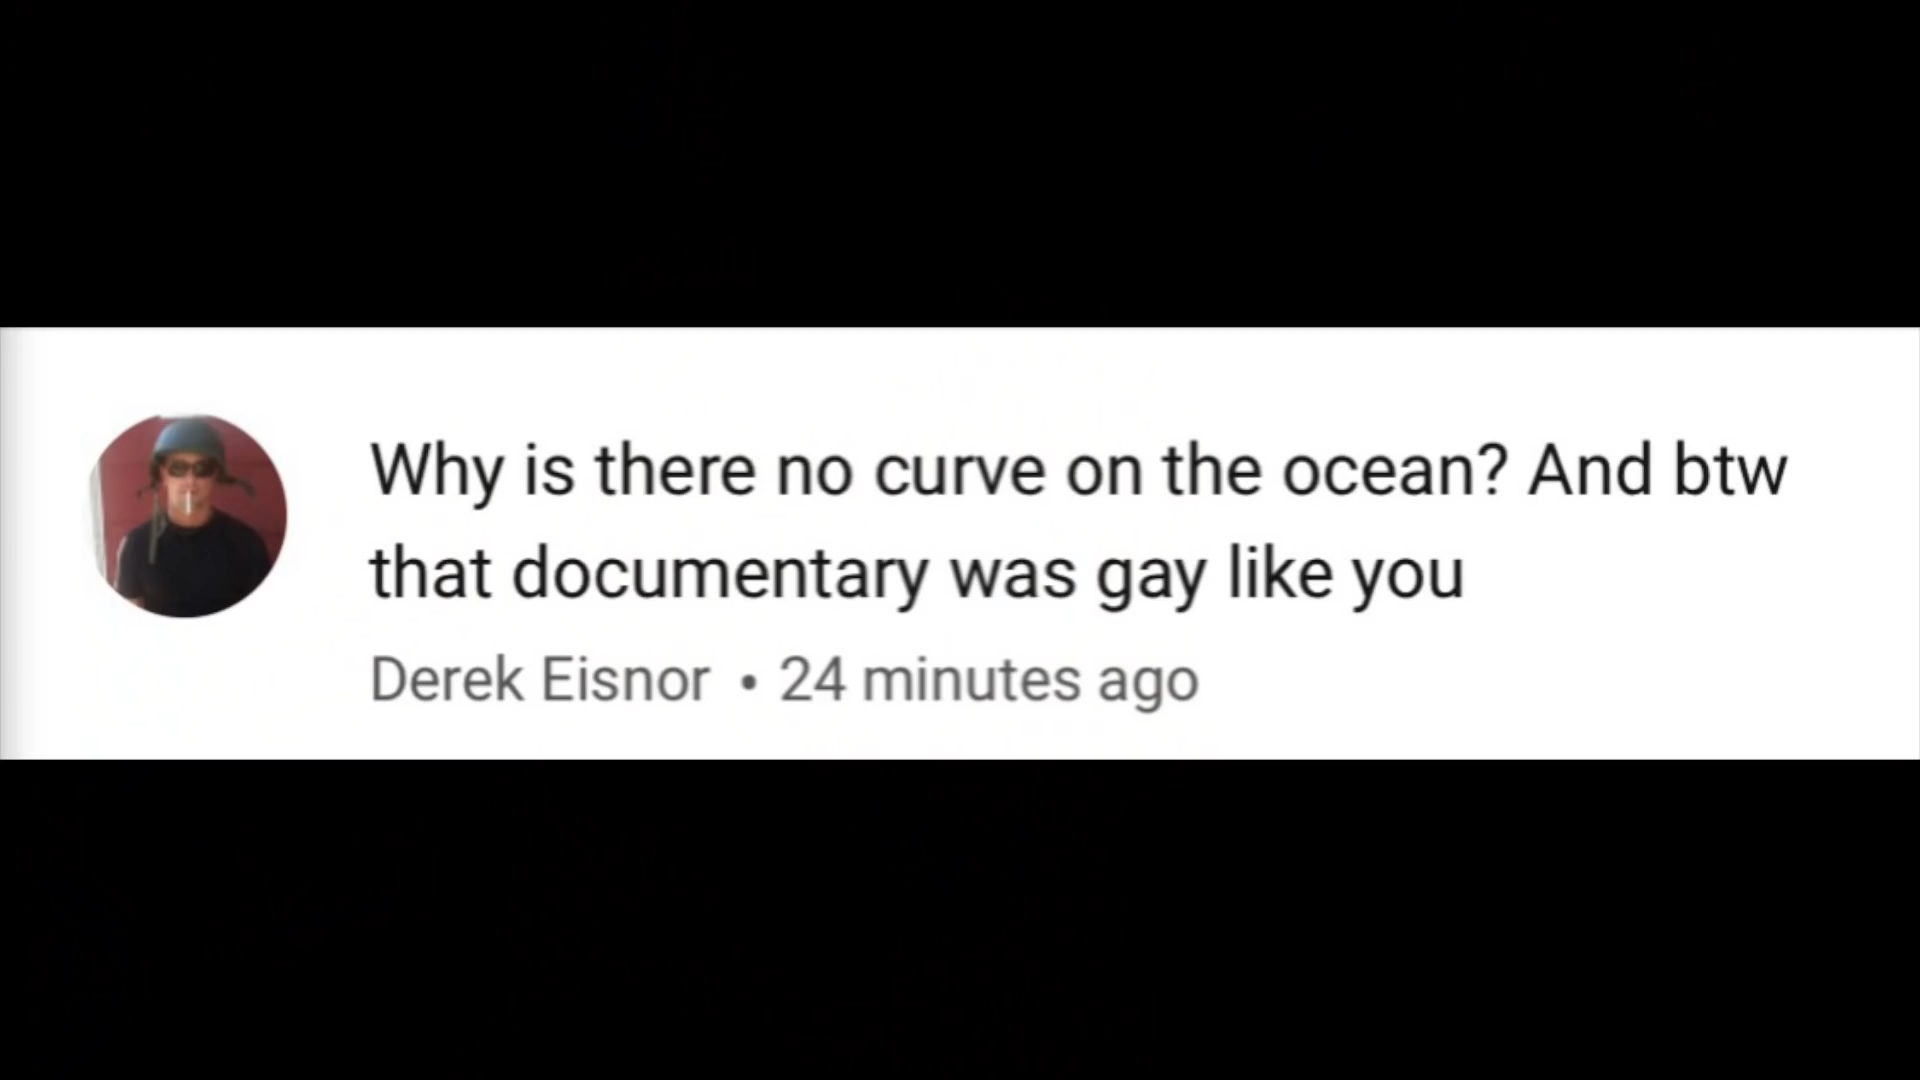 Why is there no curve on the ocean? And btw
that documentary was gay like you
Derek Eisnor • 24 minutes ago